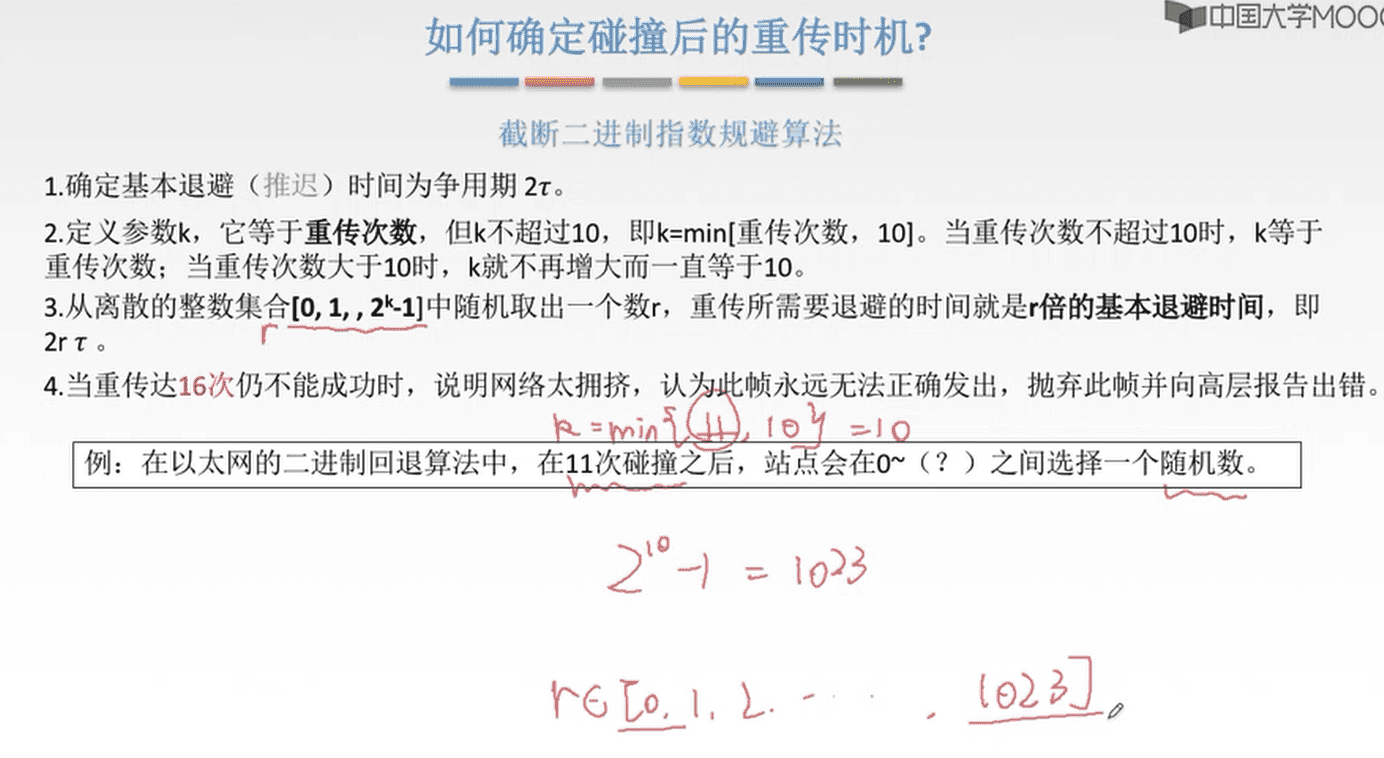 中国大学MOOC
如何确定碰撞后的重传时机?
截断二进制指数规避算法
1.确定基本退避（推迟）时间为争用期 2τ。
2.定义参数k，它等于重传次数，但k不超过10，即k=min[重传次数，10]。当重传次数不超过10时，k等于
重传次数；当重传次数大于10时，k就不再增大而一直等于10。
3.从离散的整数集合[0, 1, , 2ᵏ-1]中随机取出一个数r，重传所需要退避的时间就是r倍的基本退避时间，即
r
2r τ 。
4.当重传达16次仍不能成功时，说明网络太拥挤，认为此帧永远无法正确发出，抛弃此帧并向高层报告出错。
k=min{11, 10}=10
例：在以太网的二进制回退算法中，在11次碰撞之后，站点会在0~（？）之间选择一个随机数。
2¹⁰-1 = 1023
r∈[0, 1, 2. - · · · . 1023]